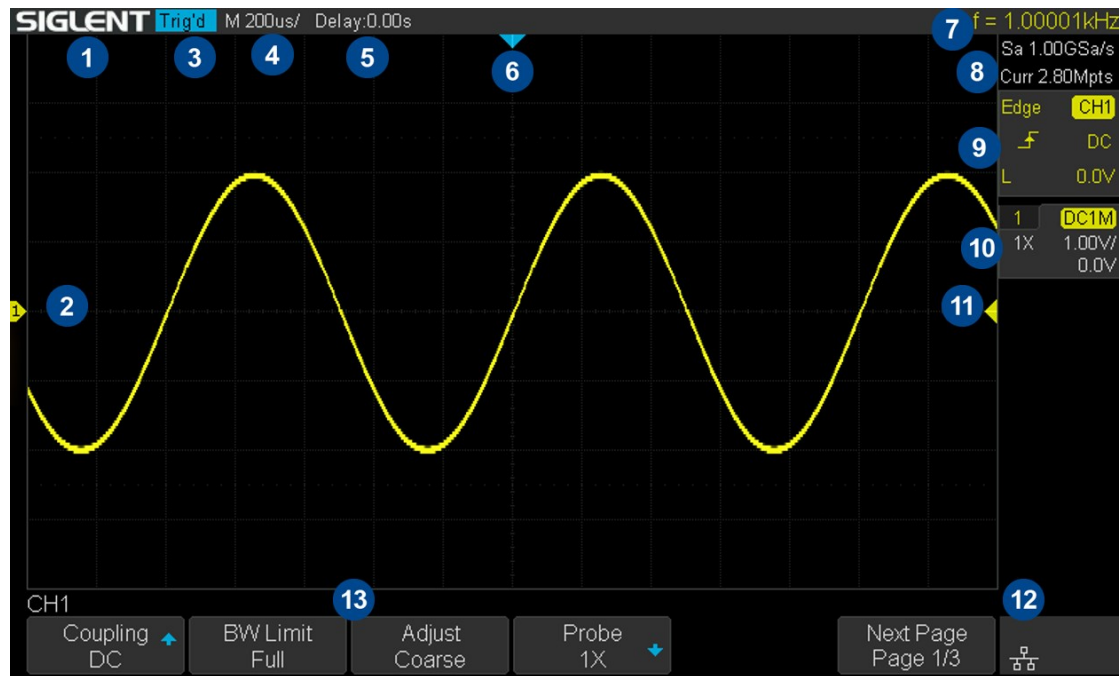 SIGLENT Trig'd M 200us/ Delay:0.00s f = 1.00001kHz
1 3 4 5 6 7
Sa 1.00GSa/s
8 Curr 2.80Mpts
Edge CH1
9 DC
L 0.0V
1 DC1M
10 1X 1.00V/
0.0V
1 2 11
CH1 13 12
Coupling BW Limit Adjust Probe Next Page
DC Full Coarse 1X Page 1/3